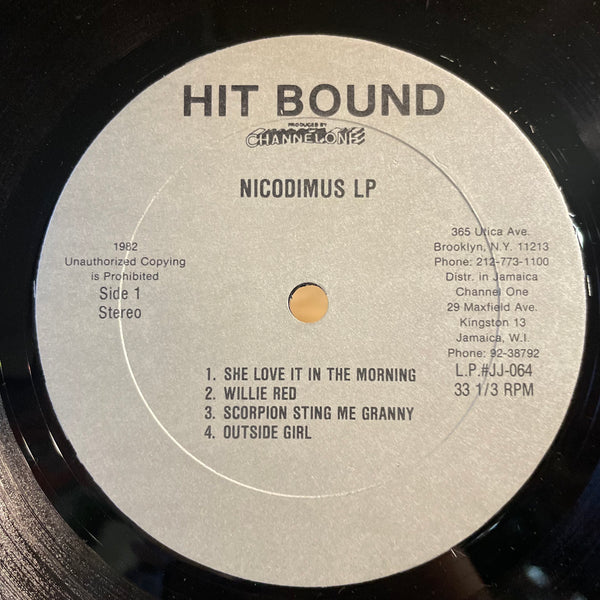 HIT BOUND
PRODUCED BY
CHANNEL ONE
NICODIMUS LP
1982
Unauthorized Copying
is Prohibited
Side 1
Stereo
365 Utica Ave.
Brooklyn, N.Y. 11213
Phone: 212-773-1100
Distr. in Jamaica
Channel One
29 Maxfield Ave.
Kingston 13
Jamaica, W.I.
Phone: 92-38792
L.P.#JJ-064
33 1/3 RPM
1. SHE LOVE IT IN THE MORNING
2. WILLIE RED
3. SCORPION STING ME GRANNY
4. OUTSIDE GIRL